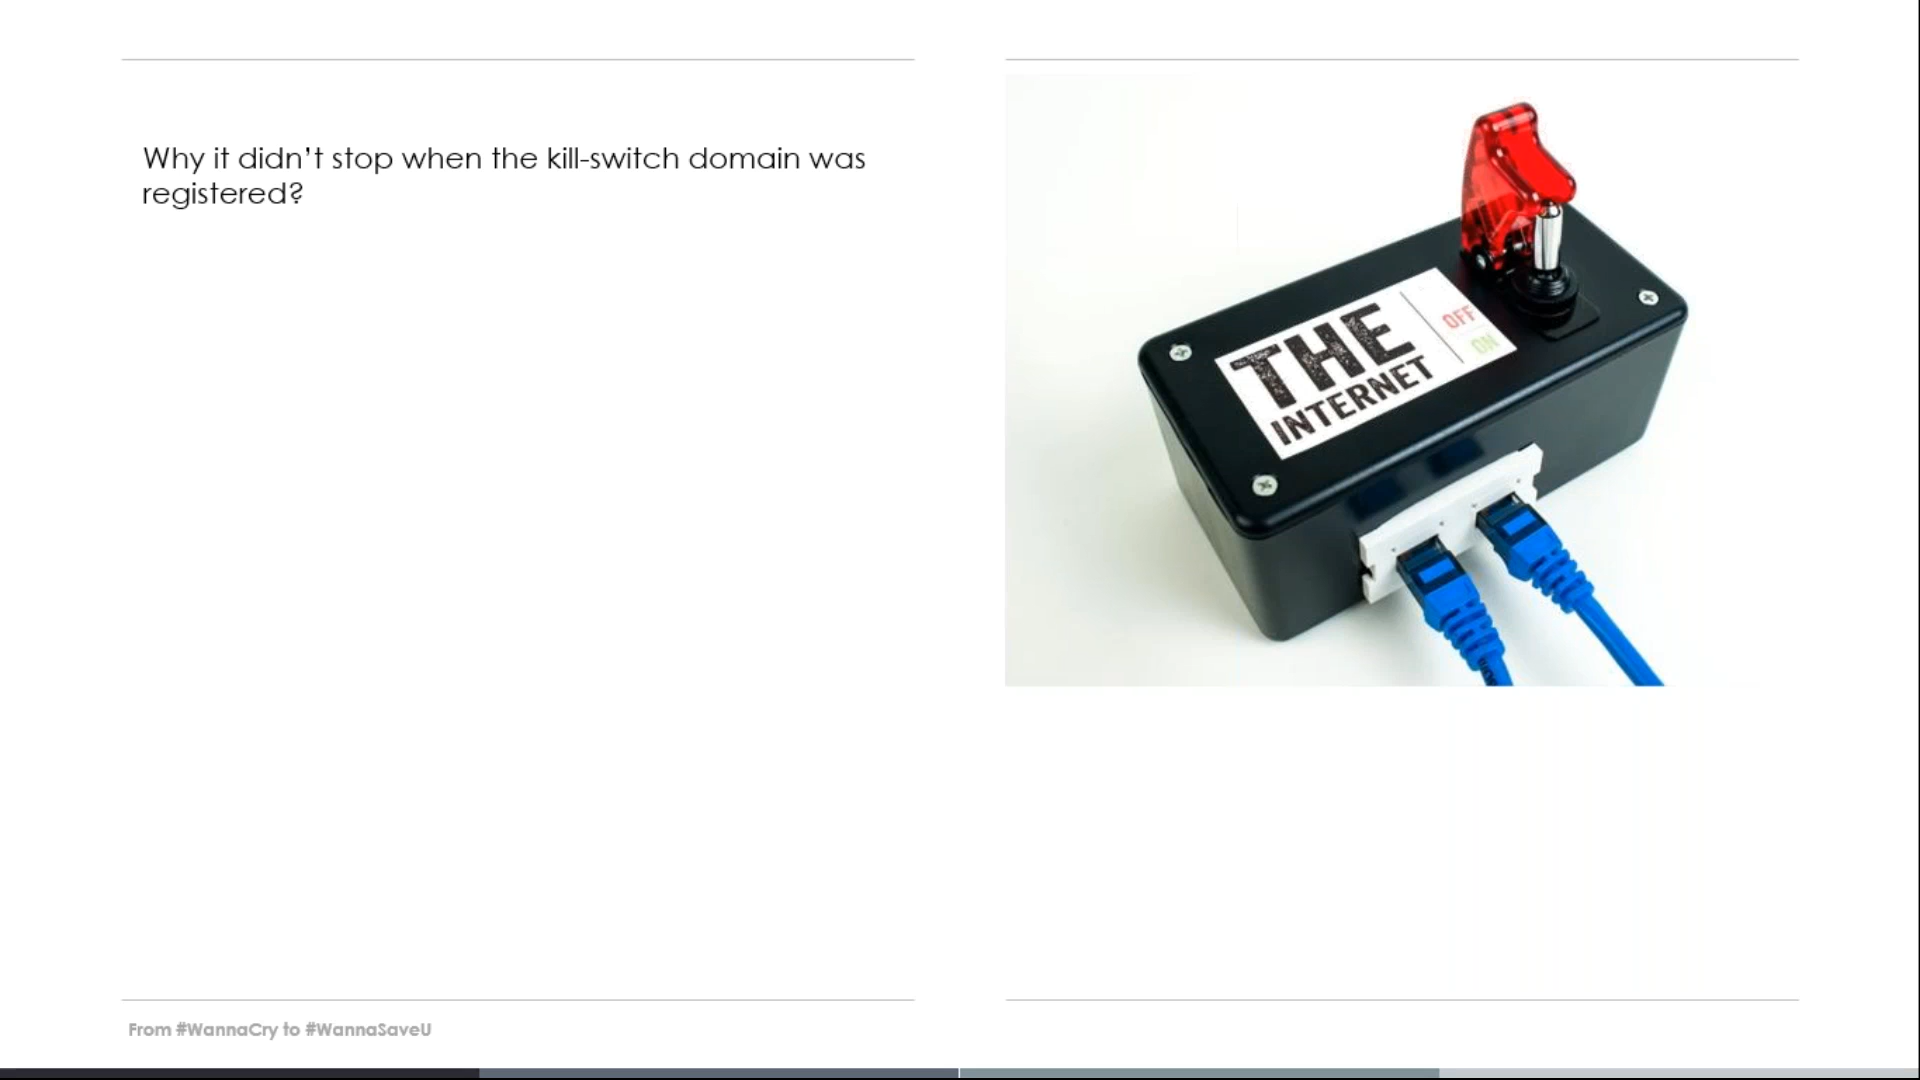 Why it didn’t stop when the kill-switch domain was
registered?
THE
INTERNET
OFF
ON
From #WannaCry to #WannaSaveU